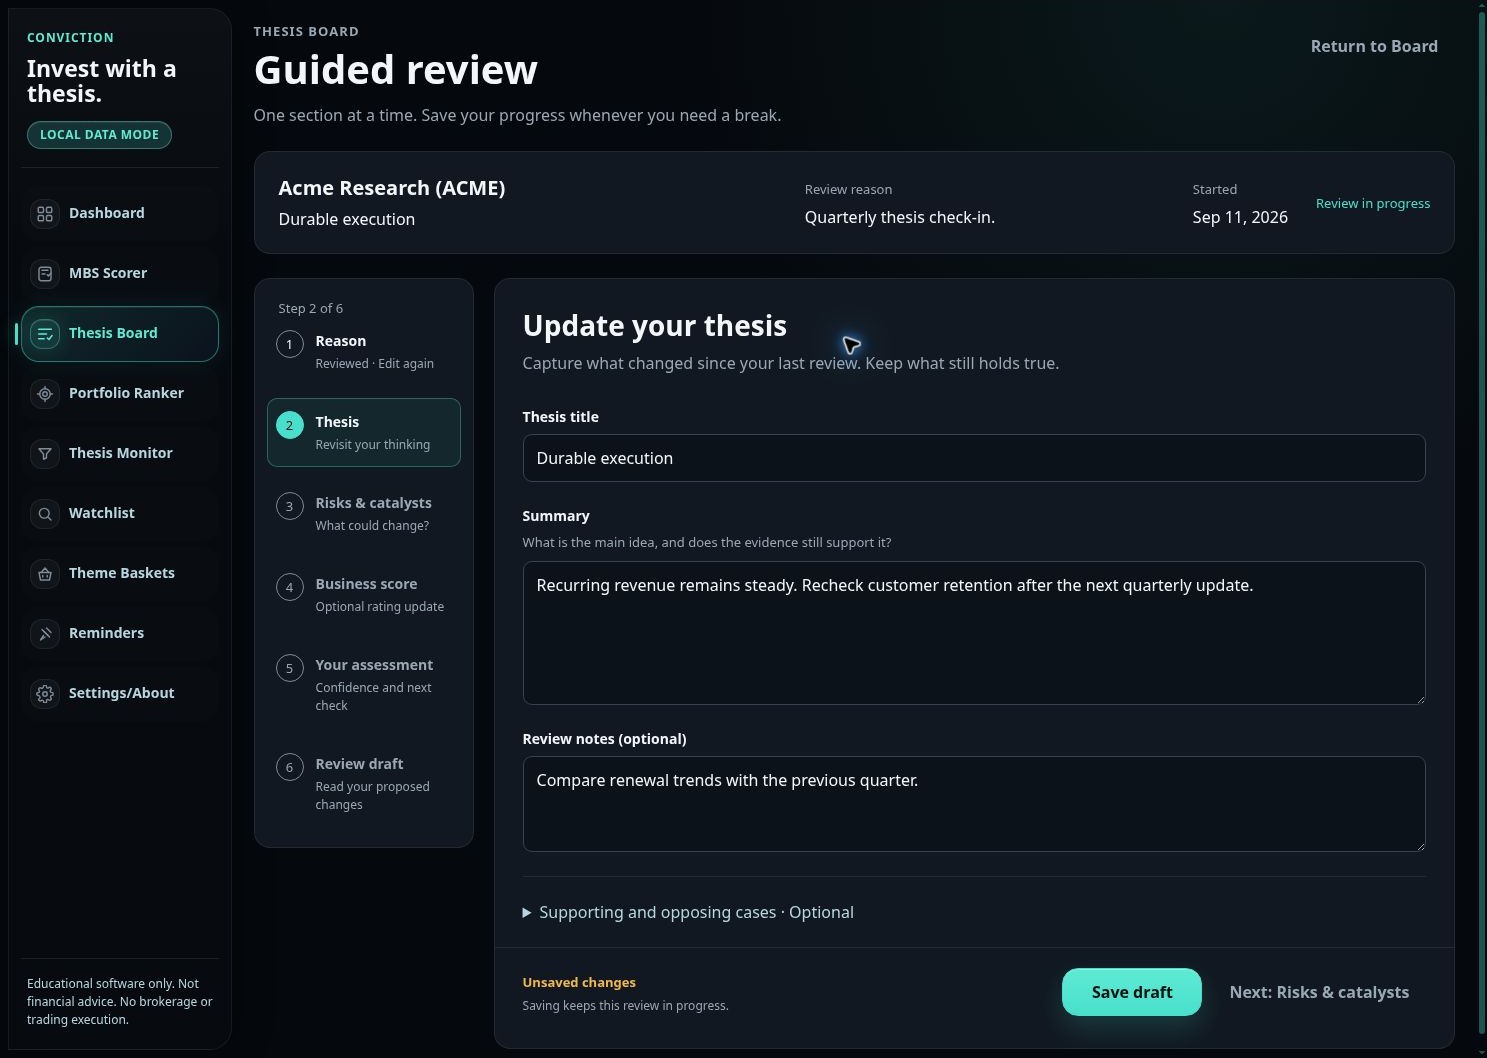 CONVICTION
Invest with a
thesis.
LOCAL DATA MODE
Dashboard
MBS Scorer
Thesis Board
Portfolio Ranker
Thesis Monitor
Watchlist
Theme Baskets
Reminders
Settings/About
Educational software only. Not
financial advice. No brokerage or
trading execution.
THESIS BOARD
Guided review
One section at a time. Save your progress whenever you need a break.
Return to Board
Acme Research (ACME)
Durable execution
Review reason
Quarterly thesis check-in.
Started
Sep 11, 2026
Review in progress
Step 2 of 6
1
Reason
Reviewed · Edit again
2
Thesis
Revisit your thinking
3
Risks & catalysts
What could change?
4
Business score
Optional rating update
5
Your assessment
Confidence and next
check
6
Review draft
Read your proposed
changes
Update your thesis
Capture what changed since your last review. Keep what still holds true.
Thesis title
Durable execution
Summary
What is the main idea, and does the evidence still support it?
Recurring revenue remains steady. Recheck customer retention after the next quarterly update.
Review notes (optional)
Compare renewal trends with the previous quarter.
Supporting and opposing cases · Optional
Unsaved changes
Saving keeps this review in progress.
Save draft
Next: Risks & catalysts